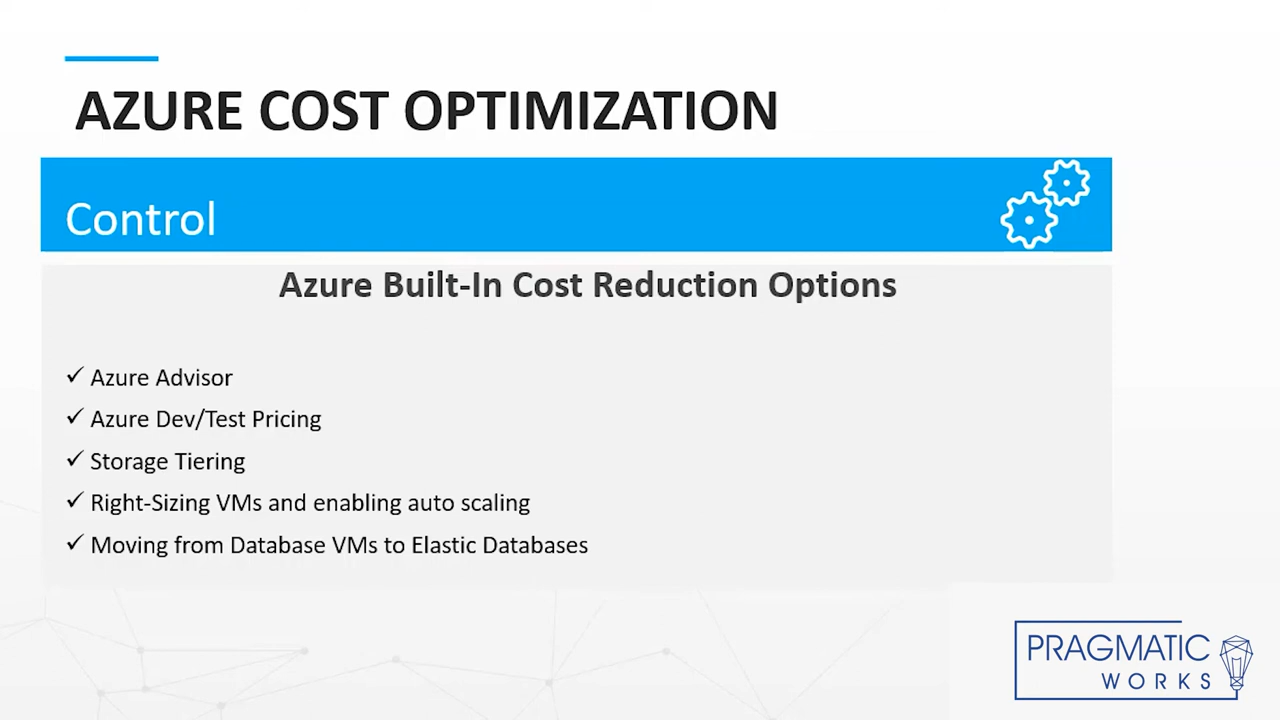 AZURE COST OPTIMIZATION
Control
Azure Built-In Cost Reduction Options
✓ Azure Advisor
✓ Azure Dev/Test Pricing
✓ Storage Tiering
✓ Right-Sizing VMs and enabling auto scaling
✓ Moving from Database VMs to Elastic Databases
PRAGMATIC
WORKS